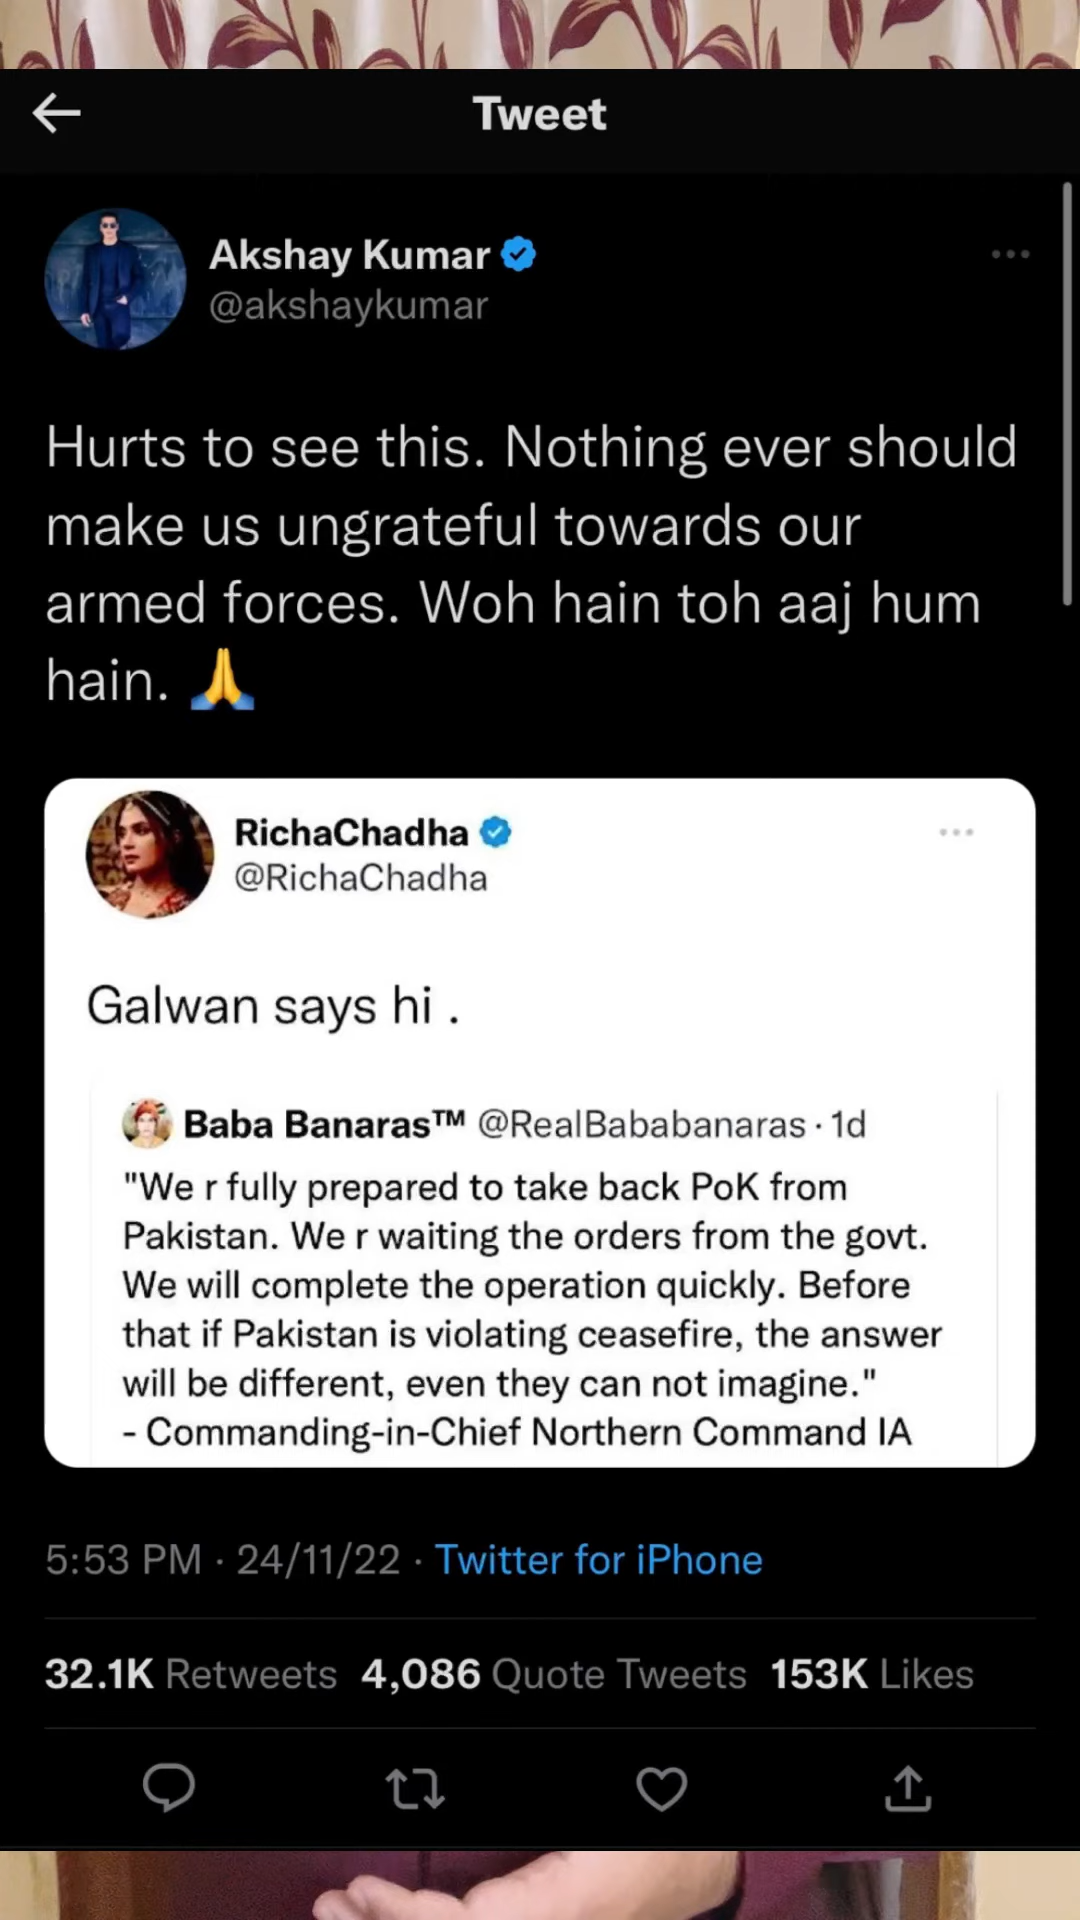 Tweet
Akshay Kumar
@akshaykumar
Hurts to see this. Nothing ever should
make us ungrateful towards our
armed forces. Woh hain toh aaj hum
hain. 🙏
RichaChadha
@RichaChadha
Galwan says hi .
Baba Banaras™ @RealBababanaras · 1d
"We r fully prepared to take back PoK from
Pakistan. We r waiting the orders from the govt.
We will complete the operation quickly. Before
that if Pakistan is violating ceasefire, the answer
will be different, even they can not imagine."
- Commanding-in-Chief Northern Command IA
5:53 PM · 24/11/22 · Twitter for iPhone
32.1K Retweets 4,086 Quote Tweets 153K Likes